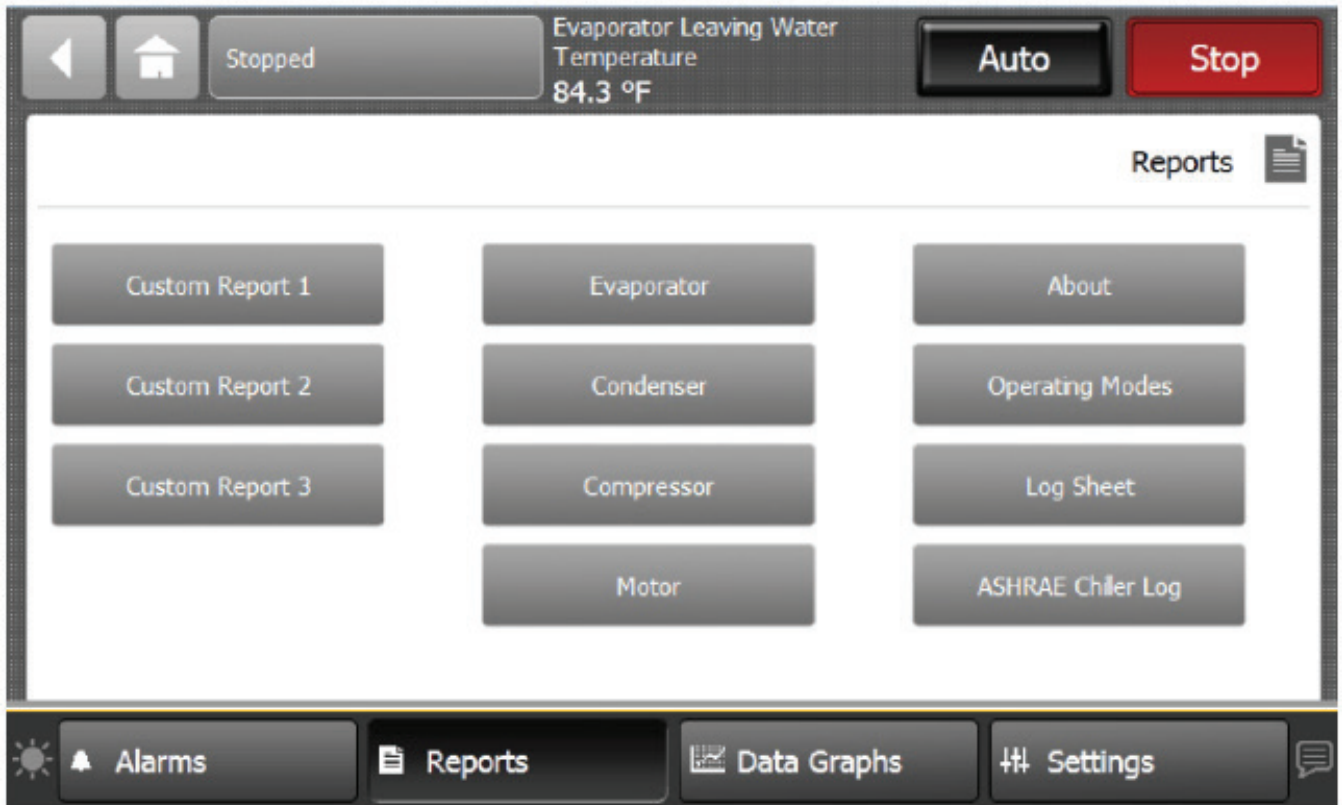 Stopped
Evaporator Leaving Water
Temperature
84.3 °F
Auto
Stop
Reports
Custom Report 1
Evaporator
About
Custom Report 2
Condenser
Operating Modes
Custom Report 3
Compressor
Log Sheet
Motor
ASHRAE Chiller Log
Alarms
Reports
Data Graphs
Settings